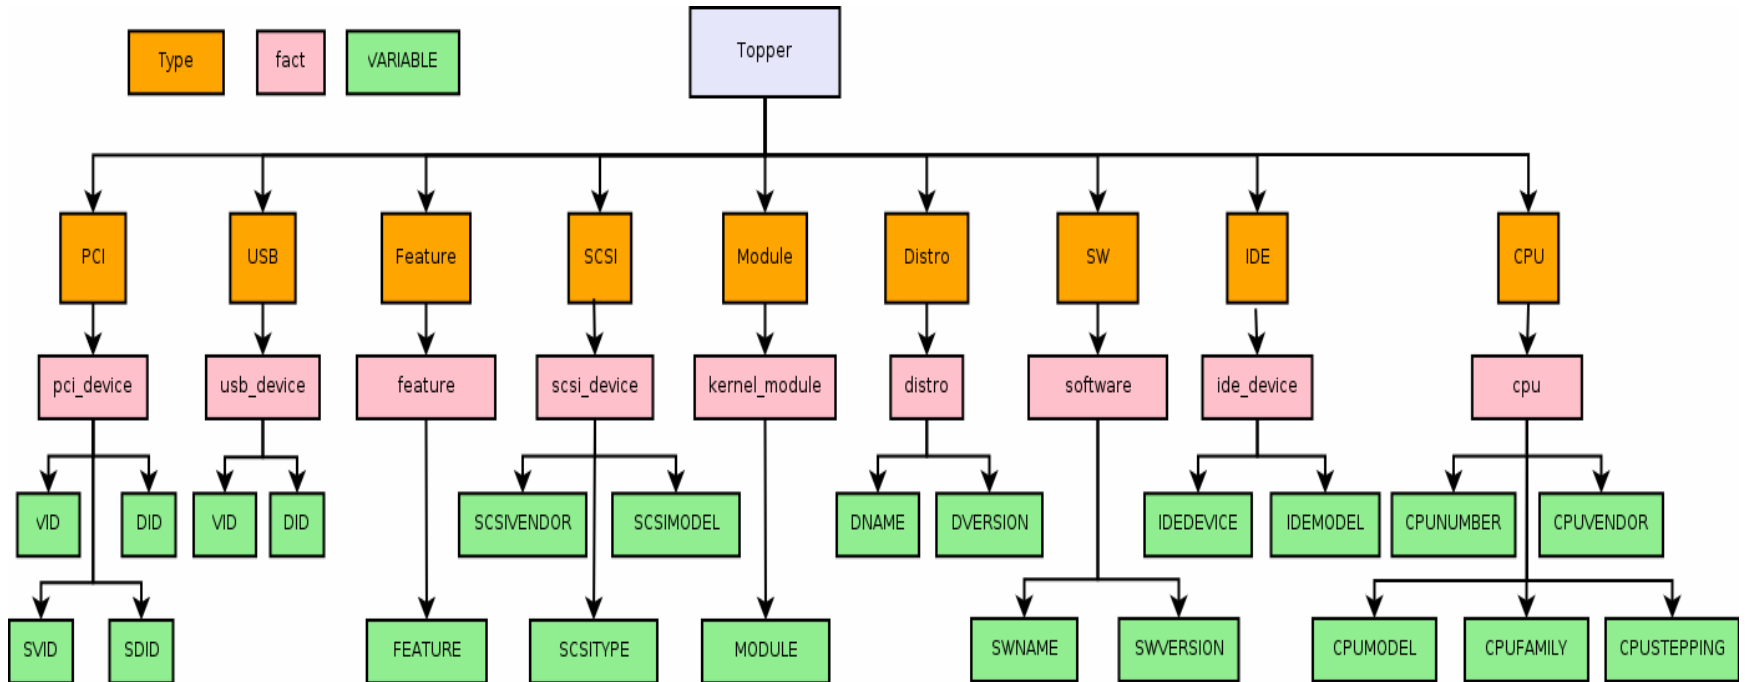 Topper
Type
fact
vARIABLE
PCI
USB
Feature
SCSI
Module
Distro
SW
IDE
CPU
pci_device
usb_device
feature
scsi_device
kernel_module
distro
software
ide_device
cpu
vID
DID
VID
DID
SCSIVENDOR
SCSIMODEL
DNAME
DVERSION
IDEDEVICE
IDEMODEL
CPUNUMBER
CPUVENDOR
SVID
SDID
FEATURE
SCSITYPE
MODULE
SWNAME
SWVERSION
CPUMODEL
CPUFAMILY
CPUSTEPPING